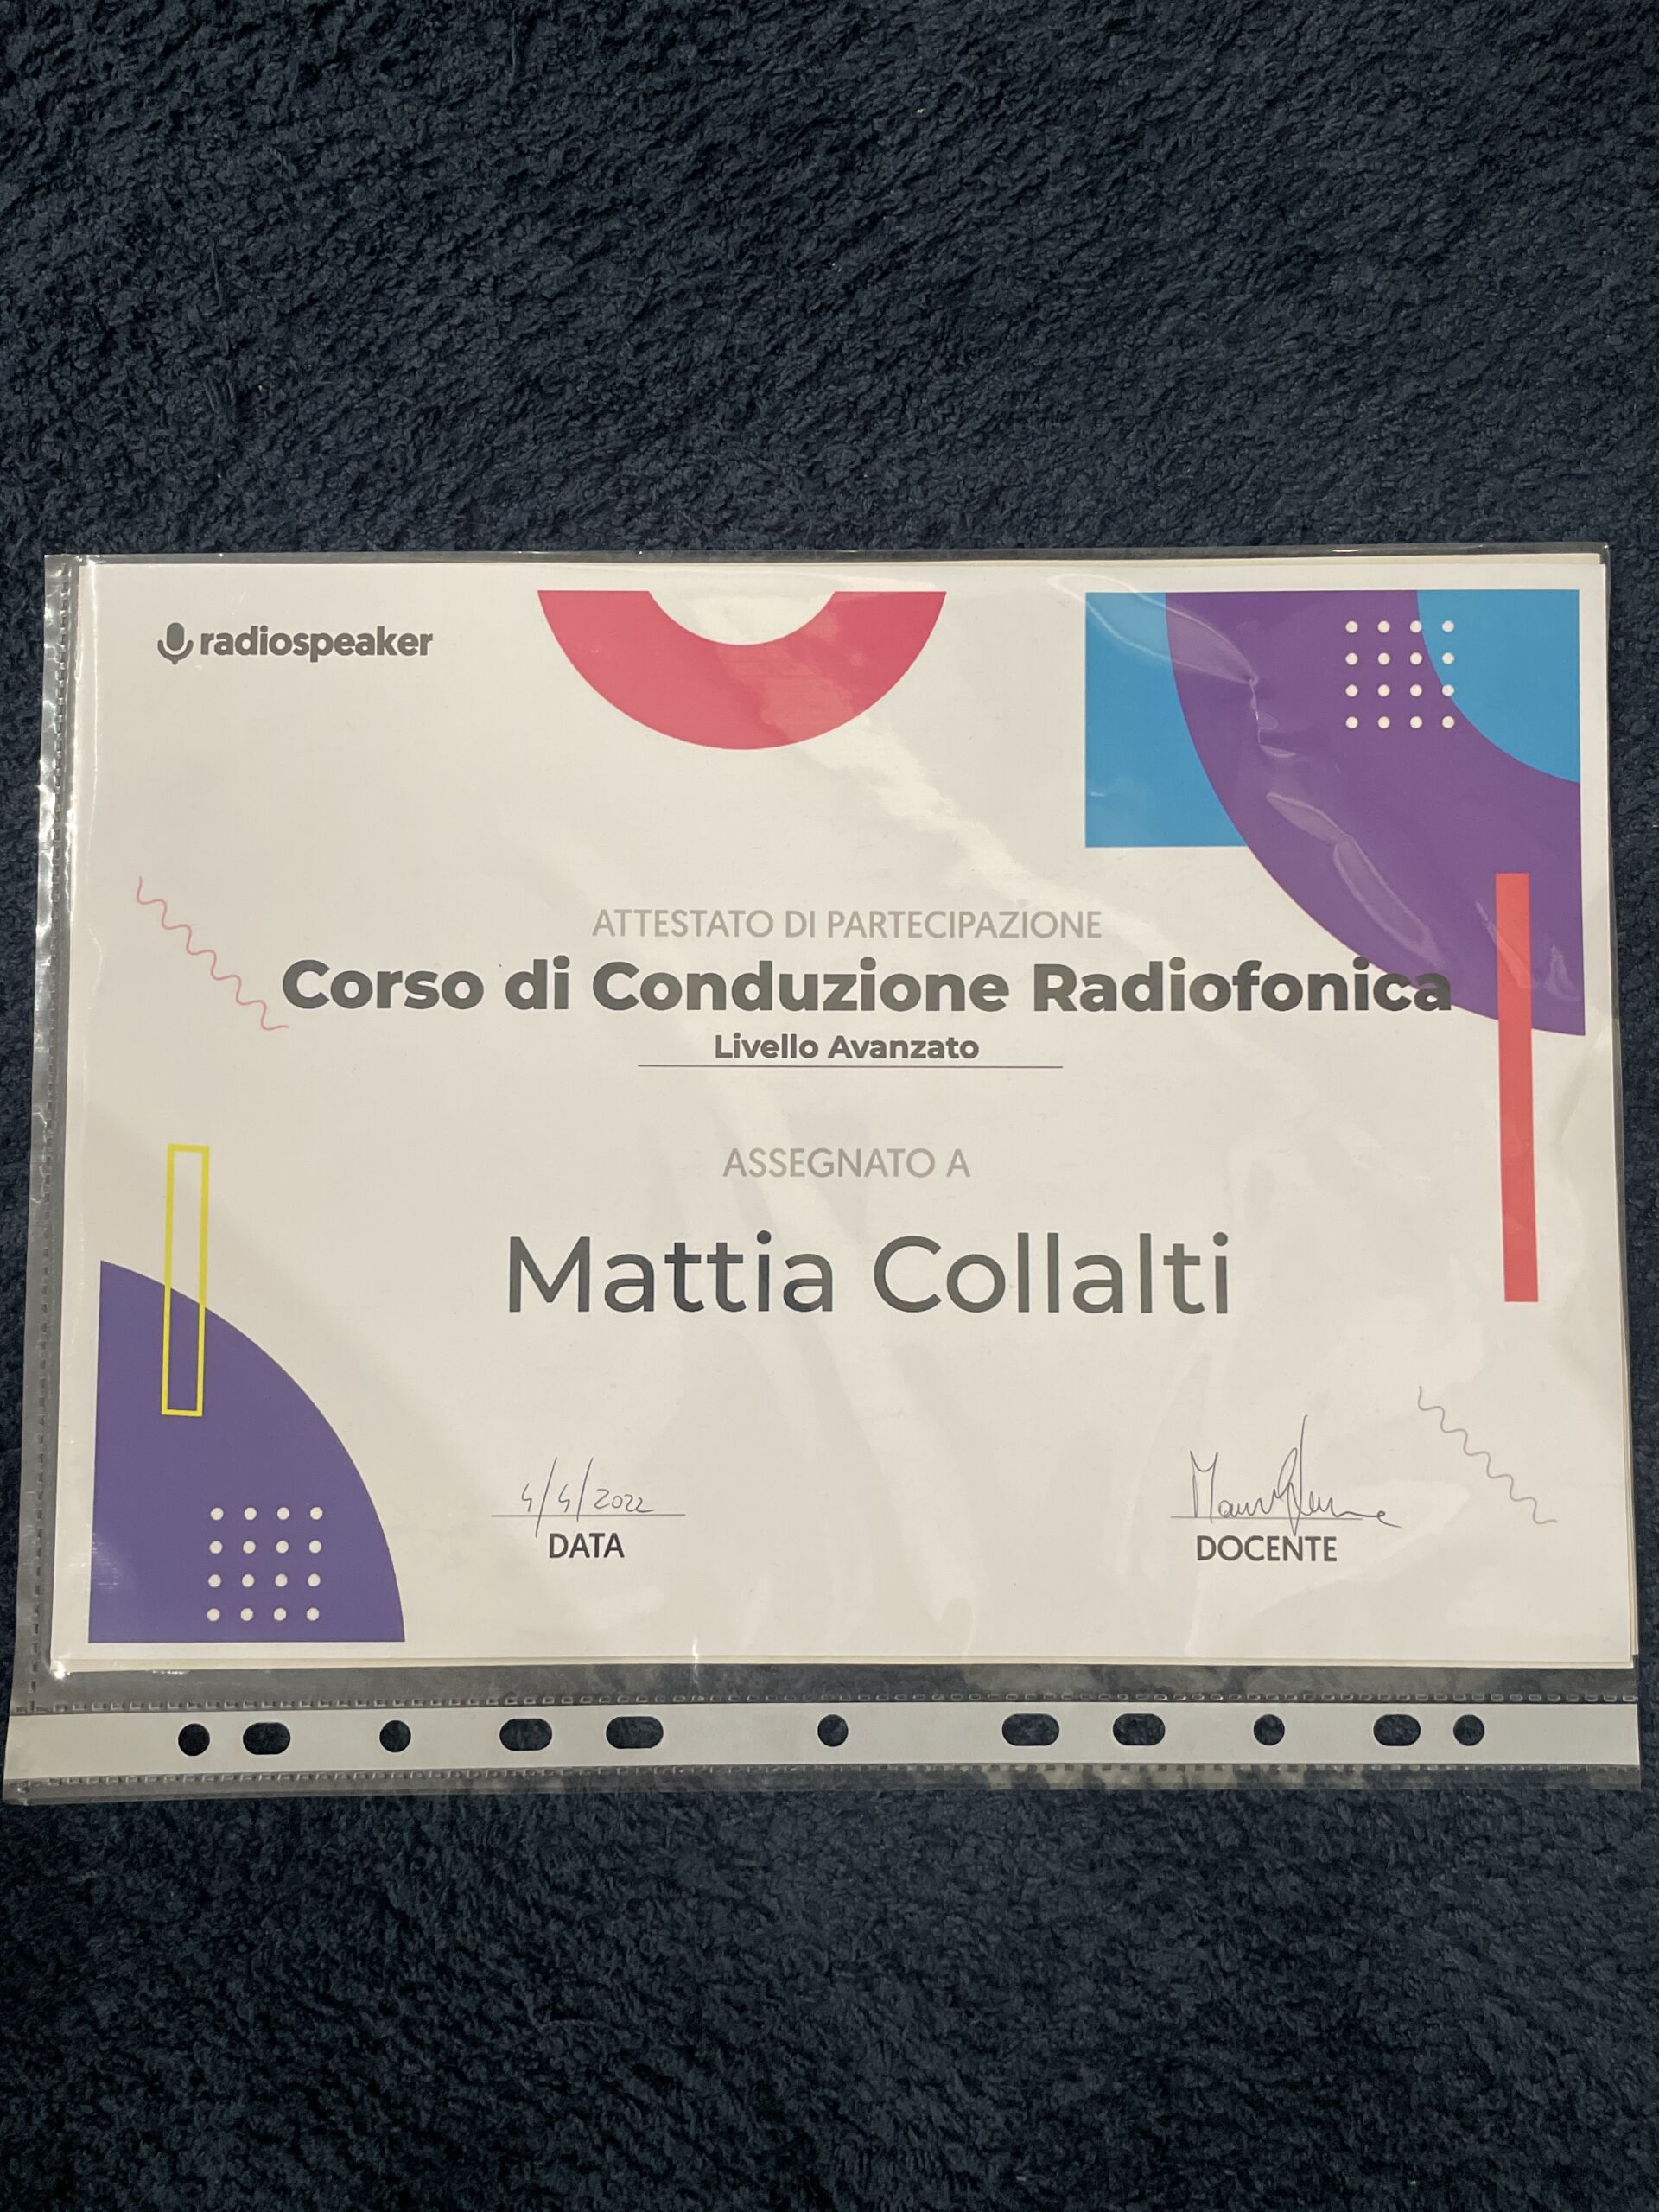 radiospeaker
ATTESTATO DI PARTECIPAZIONE
Corso di Conduzione Radiofonica
Livello Avanzato
ASSEGNATO A
Mattia Collalti
4/4/2022
DATA
DOCENTE